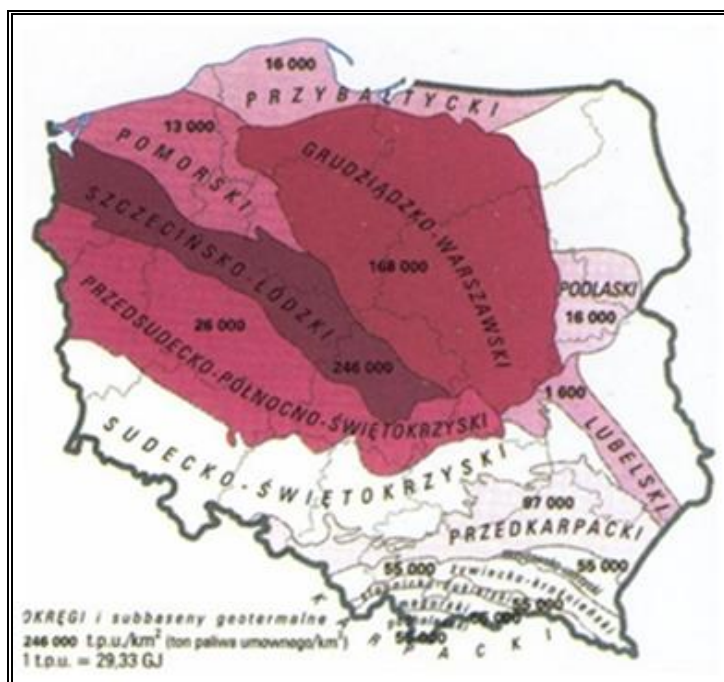 16 000
PRZYBAŁTYCKI
13 000
POMORSKI
GRUDZIĄDZKO-WARSZAWSKI
SZCZECIŃSKO-ŁÓDZKI
168 000
PODLASKI
16 000
PRZEDSUDECKO-PÓŁNOCNO-ŚWIĘTOKRZYSKI
26 000
246 000
1 600
LUBELSKI
SUDECKO-ŚWIĘTOKRZYSKI
97 000
PRZEDKARPACKI
55 000
55 000
55 000
KARPACKI
OKRĘGI i subbaseny geotermalne
246 000 t.p.u./km² (ton paliwa umownego/km²)
1 t.p.u. = 29,33 GJ